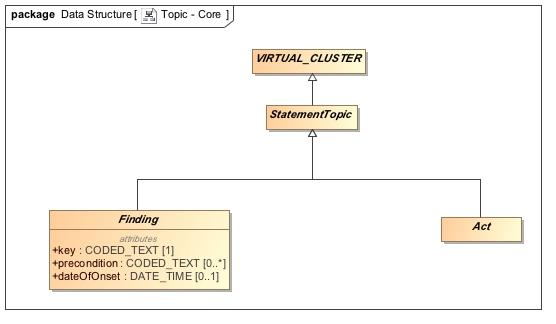 package Data Structure [ Topic - Core ]
VIRTUAL_CLUSTER
StatementTopic
Finding
attributes
+key : CODED_TEXT [1]
+precondition : CODED_TEXT [0..*]
+dateOfOnset : DATE_TIME [0..1]
Act